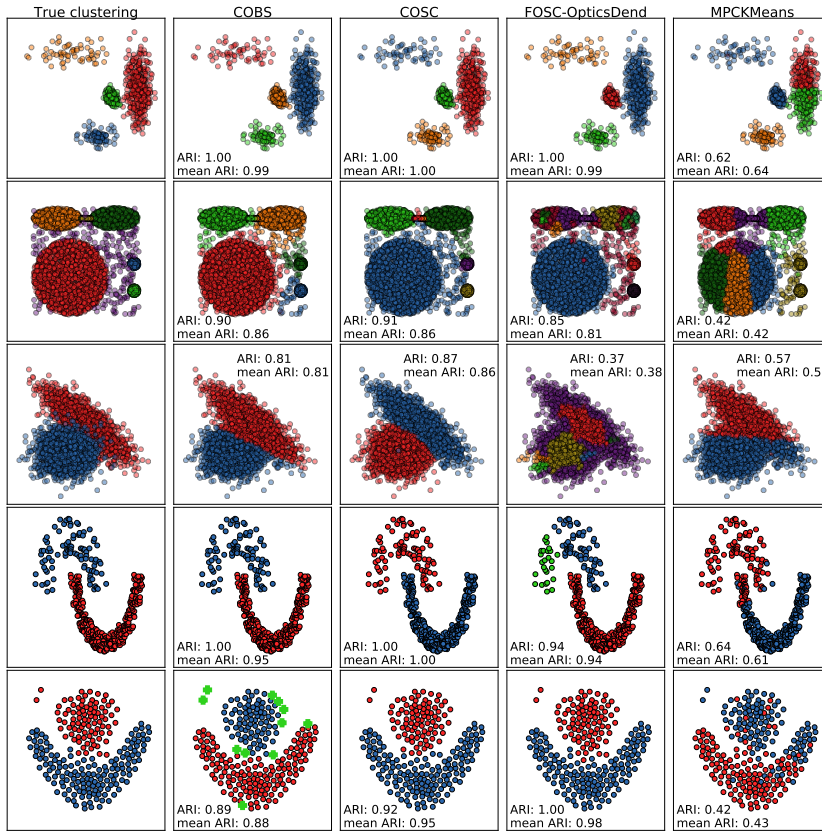 True clustering COBS COSC FOSC-OpticsDend MPCKMeans
ARI: 1.00 ARI: 1.00 ARI: 1.00 ARI: 0.62
mean ARI: 0.99 mean ARI: 1.00 mean ARI: 0.99 mean ARI: 0.64
ARI: 0.90 ARI: 0.91 ARI: 0.85 ARI: 0.42
mean ARI: 0.86 mean ARI: 0.86 mean ARI: 0.81 mean ARI: 0.42
ARI: 0.81 ARI: 0.87 ARI: 0.37 ARI: 0.57
mean ARI: 0.81 mean ARI: 0.86 mean ARI: 0.38 mean ARI: 0.5
ARI: 1.00 ARI: 1.00 ARI: 0.94 ARI: 0.64
mean ARI: 0.95 mean ARI: 1.00 mean ARI: 0.94 mean ARI: 0.61
ARI: 0.89 ARI: 0.92 ARI: 1.00 ARI: 0.42
mean ARI: 0.88 mean ARI: 0.95 mean ARI: 0.98 mean ARI: 0.43